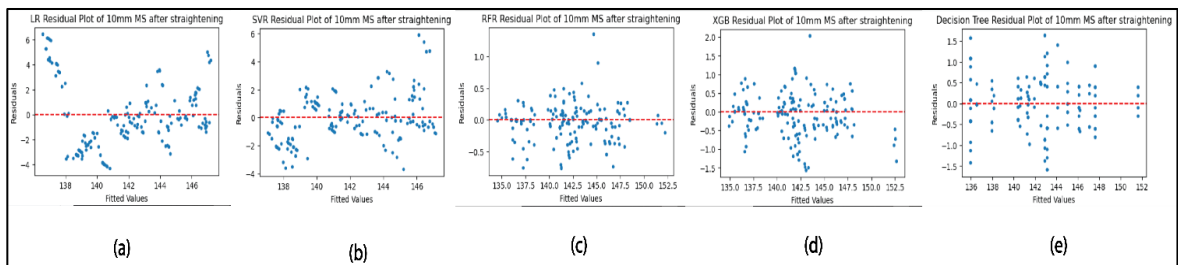 LR Residual Plot of 10mm MS after straightening
6
4
2
0
−2
−4
Residuals
138 140 142 144 146
Fitted Values
(a)
SVR Residual Plot of 10mm MS after straightening
6
4
2
0
−2
−4
Residuals
138 140 142 144 146
Fitted Values
(b)
RFR Residual Plot of 10mm MS after straightening
1.0
0.5
0.0
−0.5
Residuals
135.0 137.5 140.0 142.5 145.0 147.5 150.0 152.5
Fitted Values
(c)
XGB Residual Plot of 10mm MS after straightening
2.0
1.5
1.0
0.5
0.0
−0.5
−1.0
−1.5
Residuals
135.0 137.5 140.0 142.5 145.0 147.5 150.0 152.5
Fitted Values
(d)
Decision Tree Residual Plot of 10mm MS after straightening
1.5
1.0
0.5
0.0
−0.5
−1.0
−1.5
Residuals
136 138 140 142 144 146 148 150 152
Fitted Values
(e)